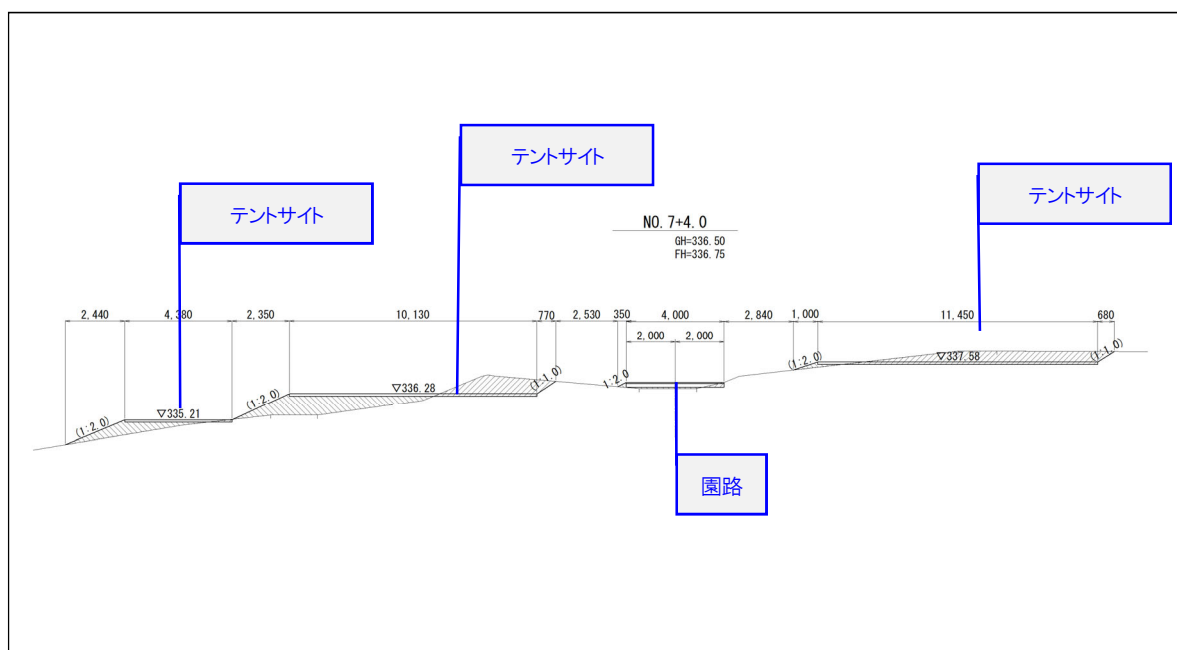 テントサイト
テントサイト
テントサイト
NO.7+4.0
GH=336.50
FH=336.75
2,440 4,380 2,350 10,130 770 2,530 350 4,000 2,840 1,000 11,450 680
2,000 2,000
(1:2.0) ▽335.21 (1:2.0) ▽336.28 (1:1.0) 1:2.0 (1:2.0) ▽337.58 (1:1.0)
園路